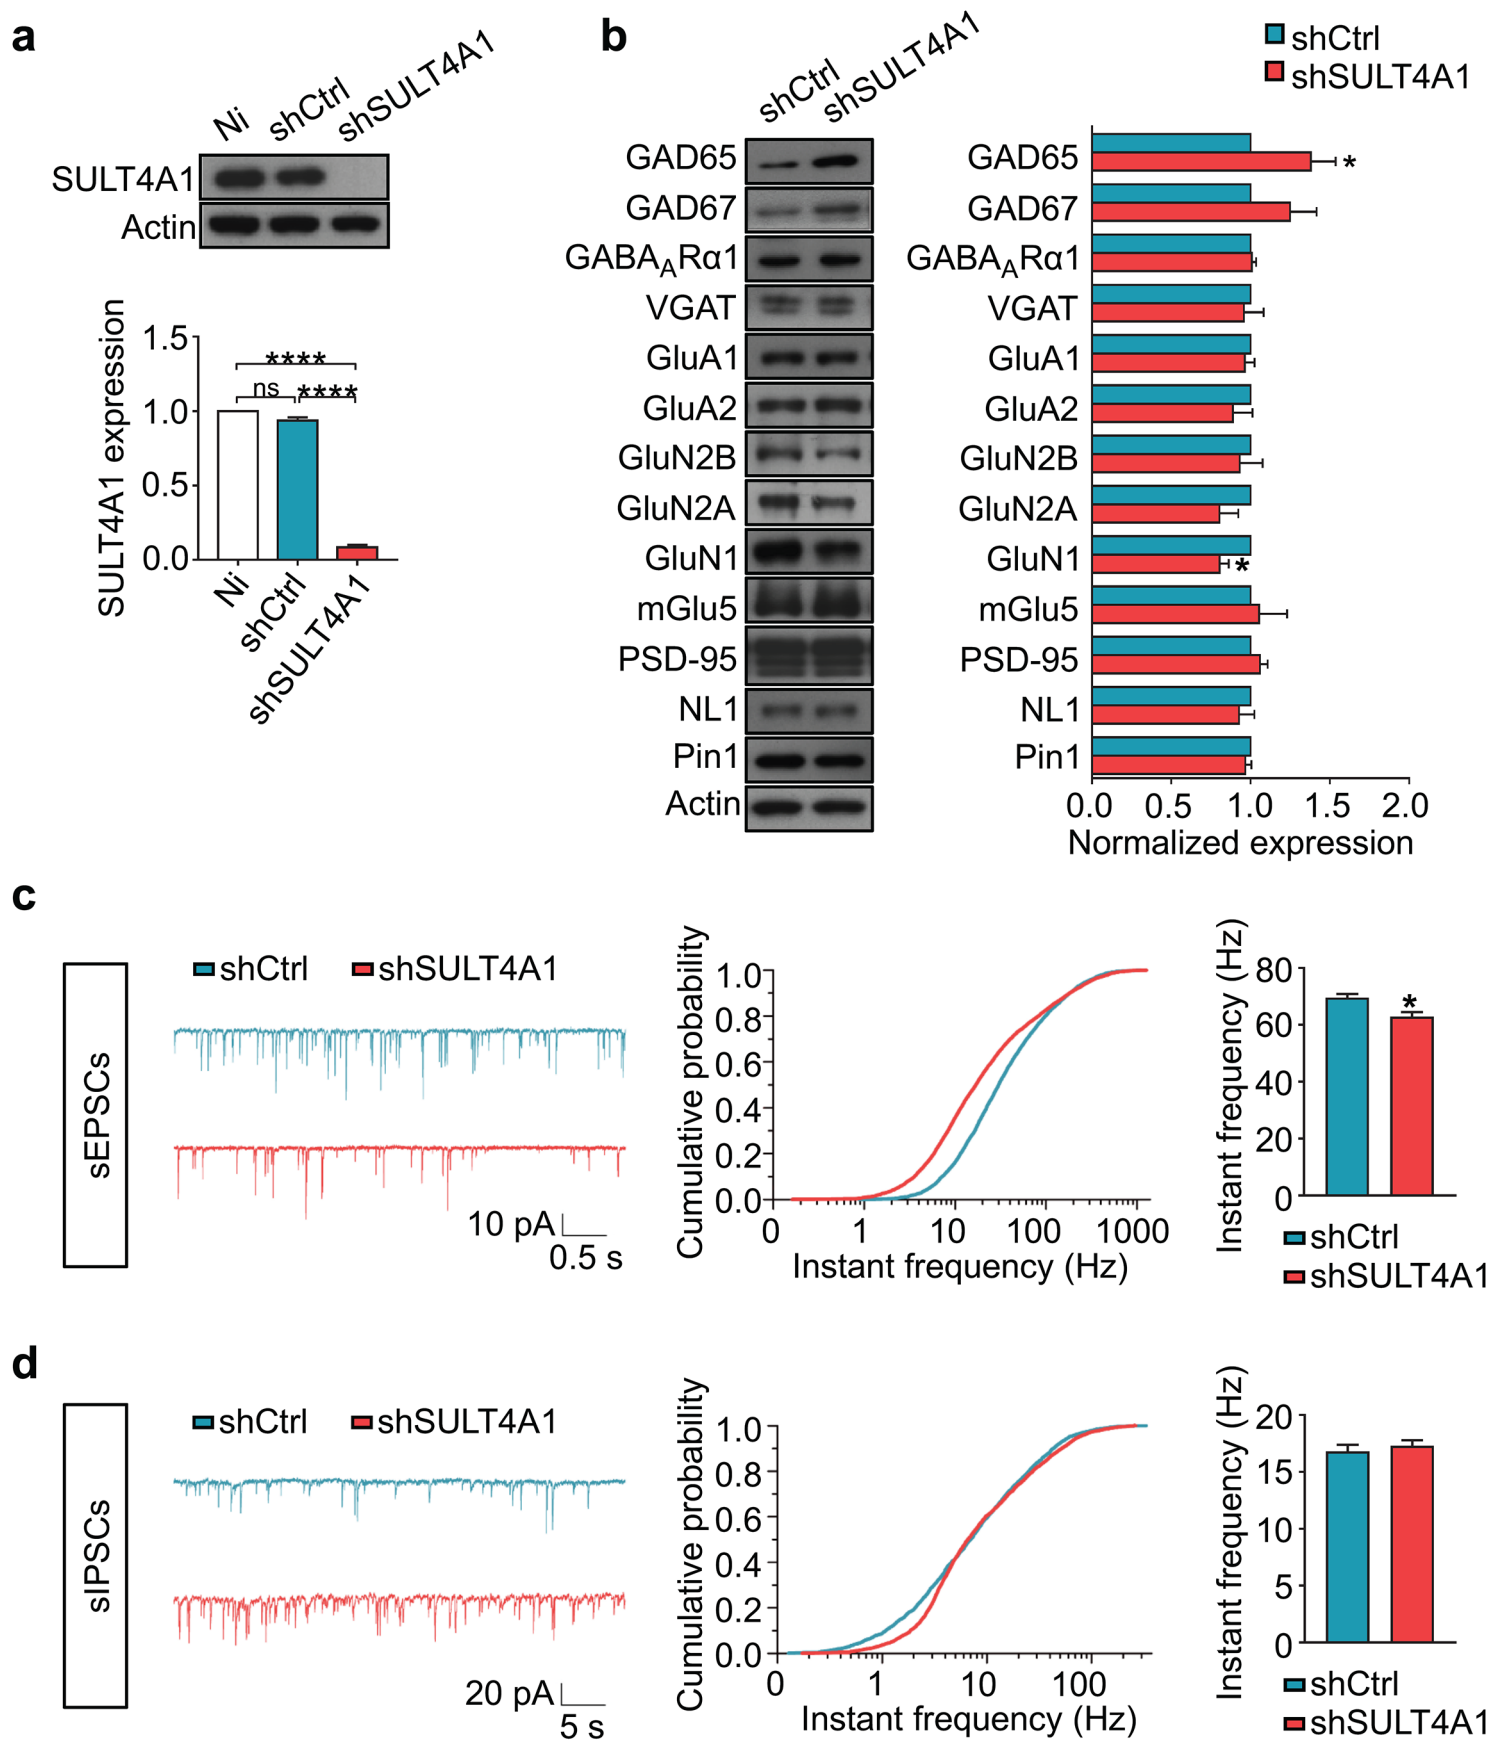 a
Ni
shCtrl
shSULT4A1
SULT4A1
Actin
SULT4A1 expression
1.5
1.0
0.5
0.0
****
ns
****
Ni
shCtrl
shSULT4A1
b
shCtrl
shSULT4A1
shCtrl
shSULT4A1
GAD65
GAD67
GABAARα1
VGAT
GluA1
GluA2
GluN2B
GluN2A
GluN1
mGlu5
PSD-95
NL1
Pin1
Actin
GAD65
*
GAD67
GABAARα1
VGAT
GluA1
GluA2
GluN2B
GluN2A
GluN1
*
mGlu5
PSD-95
NL1
Pin1
0.0 0.5 1.0 1.5 2.0
Normalized expression
c
sEPSCs
shCtrl shSULT4A1
10 pA
0.5 s
Cumulative probability
1.0
0.8
0.6
0.4
0.2
0.0
0 1 10 100 1000
Instant frequency (Hz)
Instant frequency (Hz)
80
60
40
20
0
*
shCtrl
shSULT4A1
d
sIPSCs
shCtrl shSULT4A1
20 pA
5 s
Cumulative probability
1.0
0.8
0.6
0.4
0.2
0.0
0 1 10 100
Instant frequency (Hz)
Instant frequency (Hz)
20
15
10
5
0
shCtrl
shSULT4A1